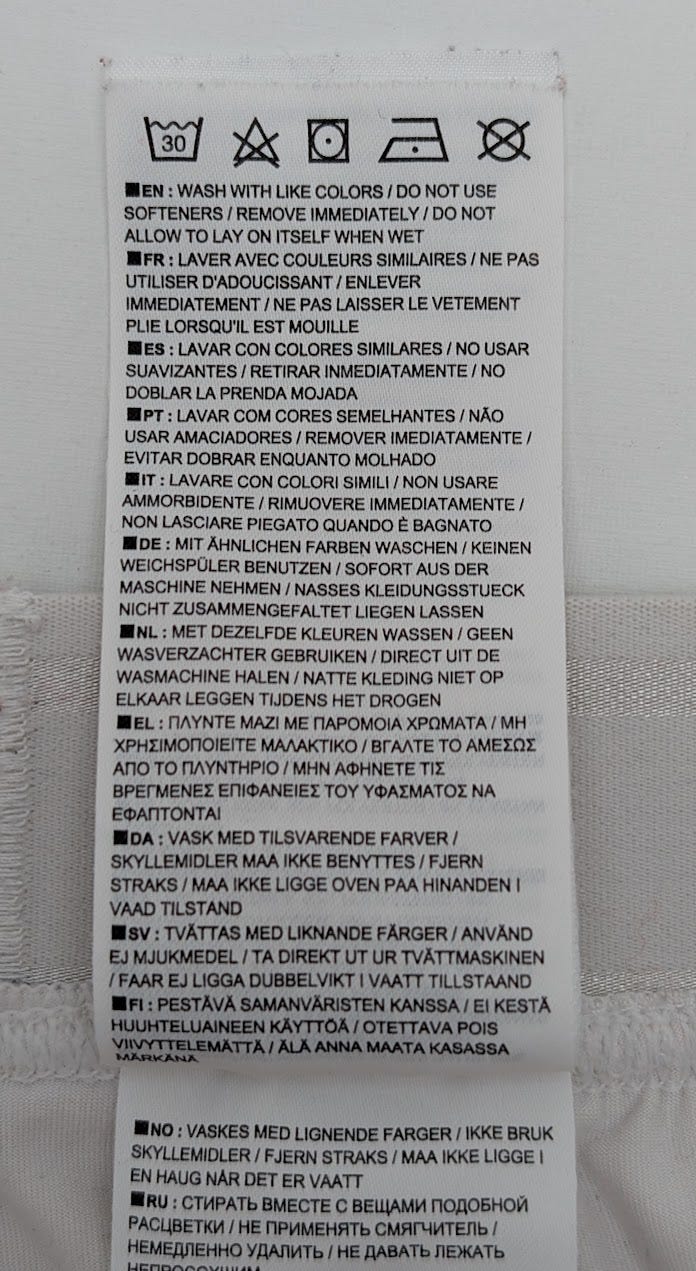 30
EN : WASH WITH LIKE COLORS / DO NOT USE
SOFTENERS / REMOVE IMMEDIATELY / DO NOT
ALLOW TO LAY ON ITSELF WHEN WET
FR : LAVER AVEC COULEURS SIMILAIRES / NE PAS
UTILISER D'ADOUCISSANT / ENLEVER
IMMEDIATEMENT / NE PAS LAISSER LE VETEMENT
PLIE LORSQU'IL EST MOUILLE
ES : LAVAR CON COLORES SIMILARES / NO USAR
SUAVIZANTES / RETIRAR INMEDIATAMENTE / NO
DOBLAR LA PRENDA MOJADA
PT : LAVAR COM CORES SEMELHANTES / NÃO
USAR AMACIADORES / REMOVER IMEDIATAMENTE /
EVITAR DOBRAR ENQUANTO MOLHADO
IT : LAVARE CON COLORI SIMILI / NON USARE
AMMORBIDENTE / RIMUOVERE IMMEDIATAMENTE /
NON LASCIARE PIEGATO QUANDO È BAGNATO
DE : MIT ÄHNLICHEN FARBEN WASCHEN / KEINEN
WEICHSPÜLER BENUTZEN / SOFORT AUS DER
MASCHINE NEHMEN / NASSES KLEIDUNGSSTUECK
NICHT ZUSAMMENGEFALTET LIEGEN LASSEN
NL : MET DEZELFDE KLEUREN WASSEN / GEEN
WASVERZACHTER GEBRUIKEN / DIRECT UIT DE
WASMACHINE HALEN / NATTE KLEDING NIET OP
ELKAAR LEGGEN TIJDENS HET DROGEN
EL : ΠΛΥΝΤΕ ΜΑΖΙ ΜΕ ΠΑΡΟΜΟΙΑ ΧΡΩΜΑΤΑ / ΜΗ
ΧΡΗΣΙΜΟΠΟΙΕΙΤΕ ΜΑΛΑΚΤΙΚΟ / ΒΓΑΛΤΕ ΤΟ ΑΜΕΣΩΣ
ΑΠΟ ΤΟ ΠΛΥΝΤΗΡΙΟ / ΜΗΝ ΑΦΗΝΕΤΕ ΤΙΣ
ΒΡΕΓΜΕΝΕΣ ΕΠΙΦΑΝΕΙΕΣ ΤΟΥ ΥΦΑΣΜΑΤΟΣ ΝΑ
ΕΦΑΠΤΟΝΤΑΙ
DA : VASK MED TILSVARENDE FARVER /
SKYLLEMIDLER MAA IKKE BENYTTES / FJERN
STRAKS / MAA IKKE LIGGE OVEN PAA HINANDEN I
VAAD TILSTAND
SV : TVÄTTAS MED LIKNANDE FÄRGER / ANVÄND
EJ MJUKMEDEL / TA DIREKT UT UR TVÄTTMASKINEN
/ FAAR EJ LIGGA DUBBELVIKT I VAATT TILLSTAAND
FI : PESTÄVÄ SAMANVÄRISTEN KANSSA / EI KESTÄ
HUUHTELUAINEEN KÄYTTÖÄ / OTETTAVA POIS
VIIVYTTELEMÄTTÄ / ÄLÄ ANNA MAATA KASASSA
MÄRKÄNÄ
NO : VASKES MED LIGNENDE FARGER / IKKE BRUK
SKYLLEMIDLER / FJERN STRAKS / MAA IKKE LIGGE I
EN HAUG NÅR DET ER VAATT
RU : СТИРАТЬ ВМЕСТЕ С ВЕЩАМИ ПОДОБНОЙ
РАСЦВЕТКИ / НЕ ПРИМЕНЯТЬ СМЯГЧИТЕЛЬ /
НЕМЕДЛЕННО УДАЛИТЬ / НЕ ДАВАТЬ ЛЕЖАТЬ